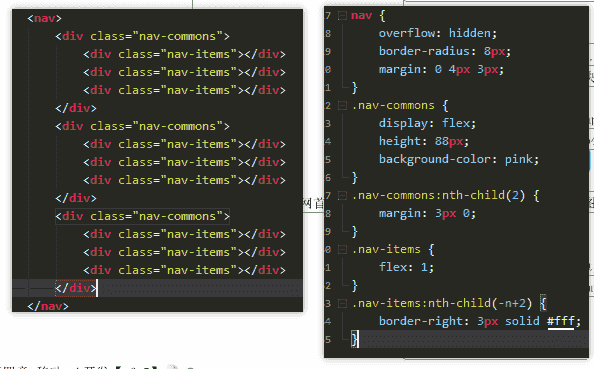 <nav>
<div class="nav-commons">
<div class="nav-items"></div>
<div class="nav-items"></div>
<div class="nav-items"></div>
</div>
<div class="nav-commons">
<div class="nav-items"></div>
<div class="nav-items"></div>
<div class="nav-items"></div>
</div>
<div class="nav-commons">
<div class="nav-items"></div>
<div class="nav-items"></div>
<div class="nav-items"></div>
</div>
</nav>
网首
7 nav {
8 overflow: hidden;
9 border-radius: 8px;
0 margin: 0 4px 3px;
1 }
2 .nav-commons {
3 display: flex;
4 height: 88px;
5 background-color: pink;
6 }
7 .nav-commons:nth-child(2) {
8 margin: 3px 0;
9 }
0 .nav-items {
1 flex: 1;
2 }
3 .nav-items:nth-child(-n+2) {
4 border-right: 3px solid #fff;
5 }